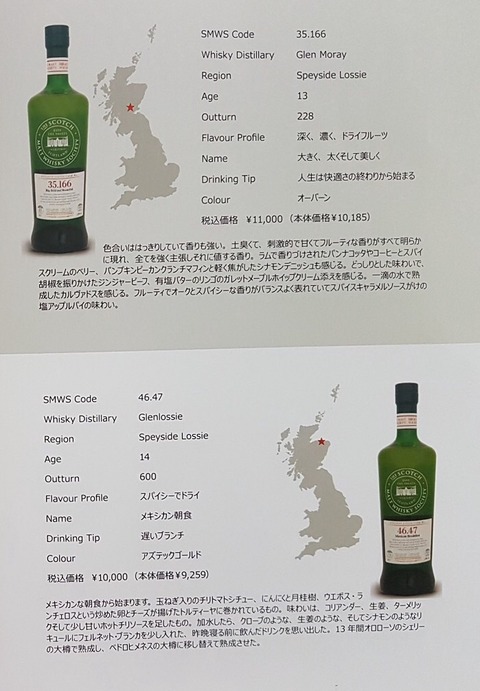 SMWS Code 35.166
Whisky Distillery Glen Moray
Region Speyside Lossie
Age 13
Outturn 228
Flavour Profile 深く、濃く、ドライフルーツ
Name 大きく、太くそして美しく
Drinking Tip 人生は快適さの終わりから始まる
Colour オーバーン
税込価格 ¥11,000（本体価格¥10,185）
THE SCOTCH
MALT WHISKY SOCIETY
35.166
色合いははっきりしていて香りも強い。土臭くて、刺激的で甘くてフルーティな香りがすべて明らか
に現れ、全てを強く主張しそれに値する香り。ラムで香りづけされたパンナコッタやコーヒーとスパイ
スクリームのベリー、パンプキンピーカンクランチマフィンと軽く焦がしたシナモンデニッシュも感じる。どっしりとした味わいで、
胡椒を振りかけたジンジャービーフ、有塩バターのリンゴのガレットメープルホイップクリーム添えを感じる。一滴の水で熟
成したカルヴァドスを感じる。フルーティでオークとスパイシーな香りがバランスよく表れていてスパイスキャラメルソースがけの
塩アップルパイの味わい。
SMWS Code 46.47
Whisky Distillery Glenlossie
Region Speyside Lossie
Age 14
Outturn 600
Flavour Profile スパイシーでドライ
Name メキシカン朝食
Drinking Tip 遅いブランチ
Colour アズテックゴールド
税込価格 ¥10,000（本体価格¥9,259）
46.47
メキシカンな朝食から始まります。玉ねぎ入りのチリトマトシチュー、にんにくと月桂樹、ウエボス・ラ
ンチェロスという炒めた卵とチーズが揚げたトルティーヤに巻かれているもの。味わいは、コリアンダー、生姜、ターメリッ
クそして少し甘いホットチリソースを足したもの。加水したら、クローブのような、生姜のような、そしてシナモンのようなリ
キュールにフェルネット・ブランカを少し入れた、昨晩寝る前に飲んだドリンクを思い出した。13年間オロローソのシェリー
の大樽で熟成し、ペドロヒメネスの大樽に移し替えて熟成させた。